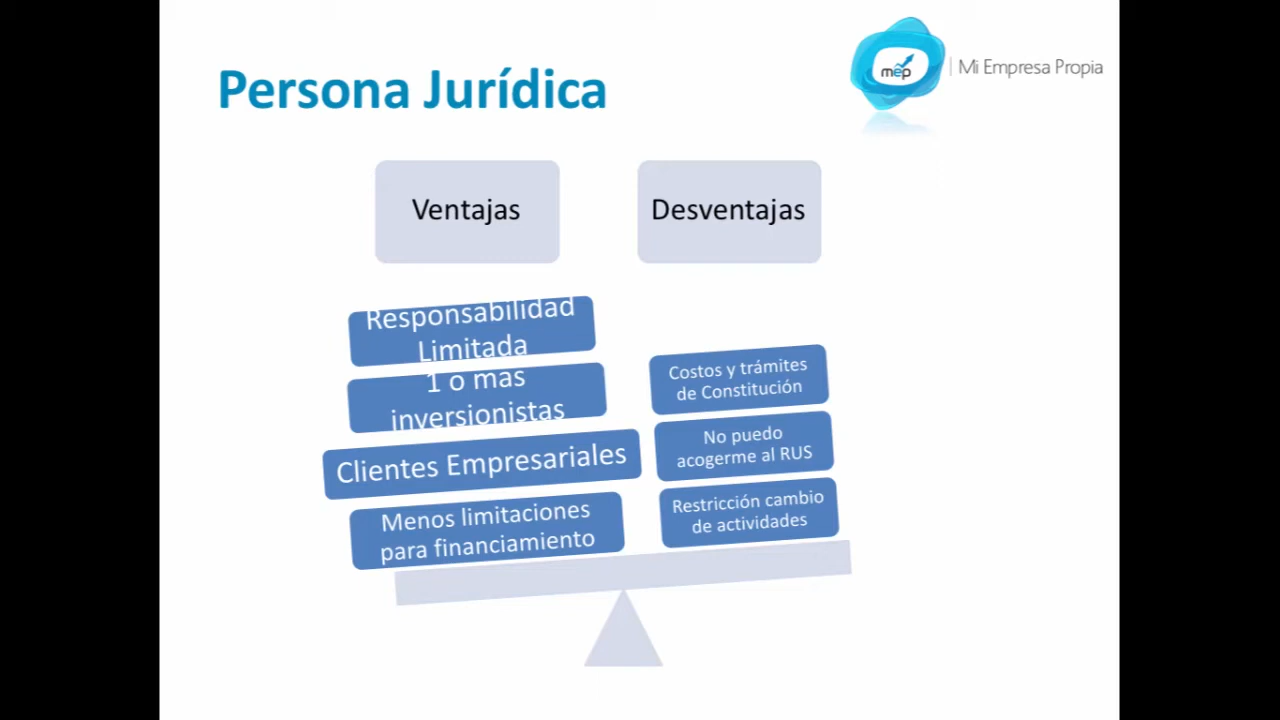 Persona Jurídica
mep
Mi Empresa Propia
Ventajas
Desventajas
Responsabilidad
Limitada
1 o mas
inversionistas
Clientes Empresariales
Menos limitaciones
para financiamiento
Costos y trámites
de Constitución
No puedo
acogerme al RUS
Restricción cambio
de actividades